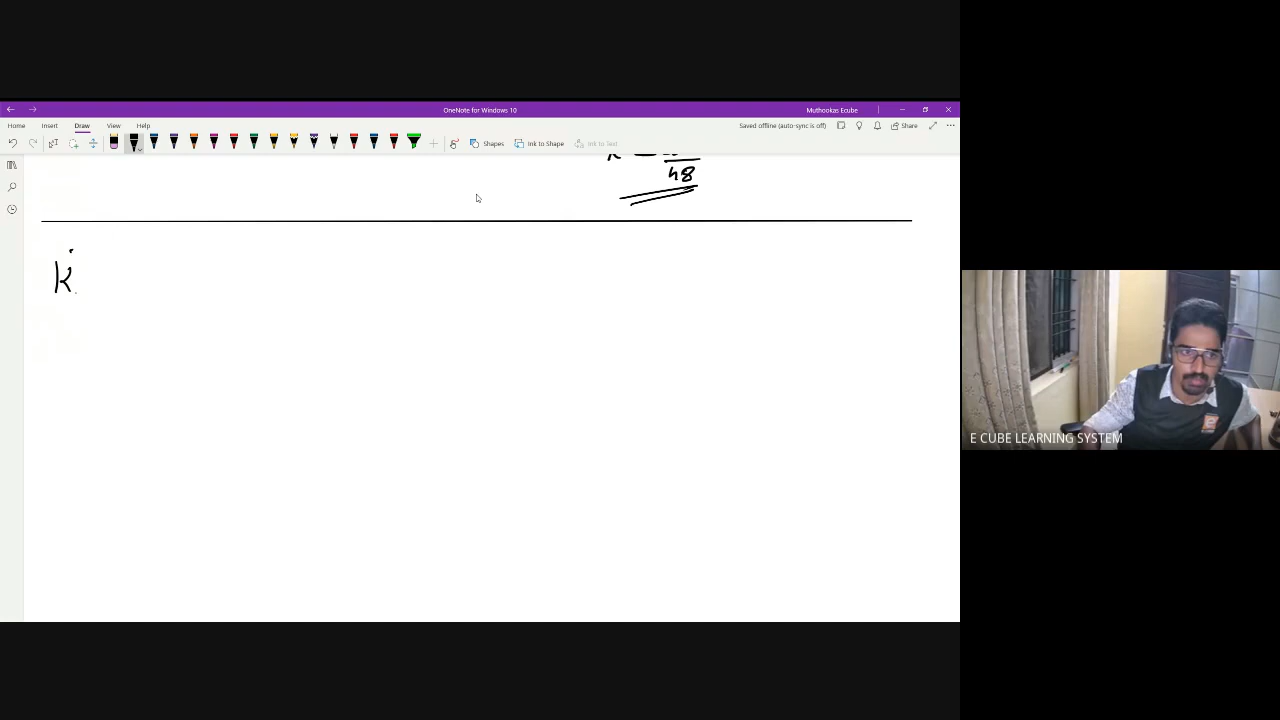 OneNote for Windows 10
Muthookas Ecube
Home Insert Draw View Help
Saved offline (auto-sync is off)
Share
Shapes
Ink to Shape
Ink to Text
48
K
E CUBE LEARNING SYSTEM